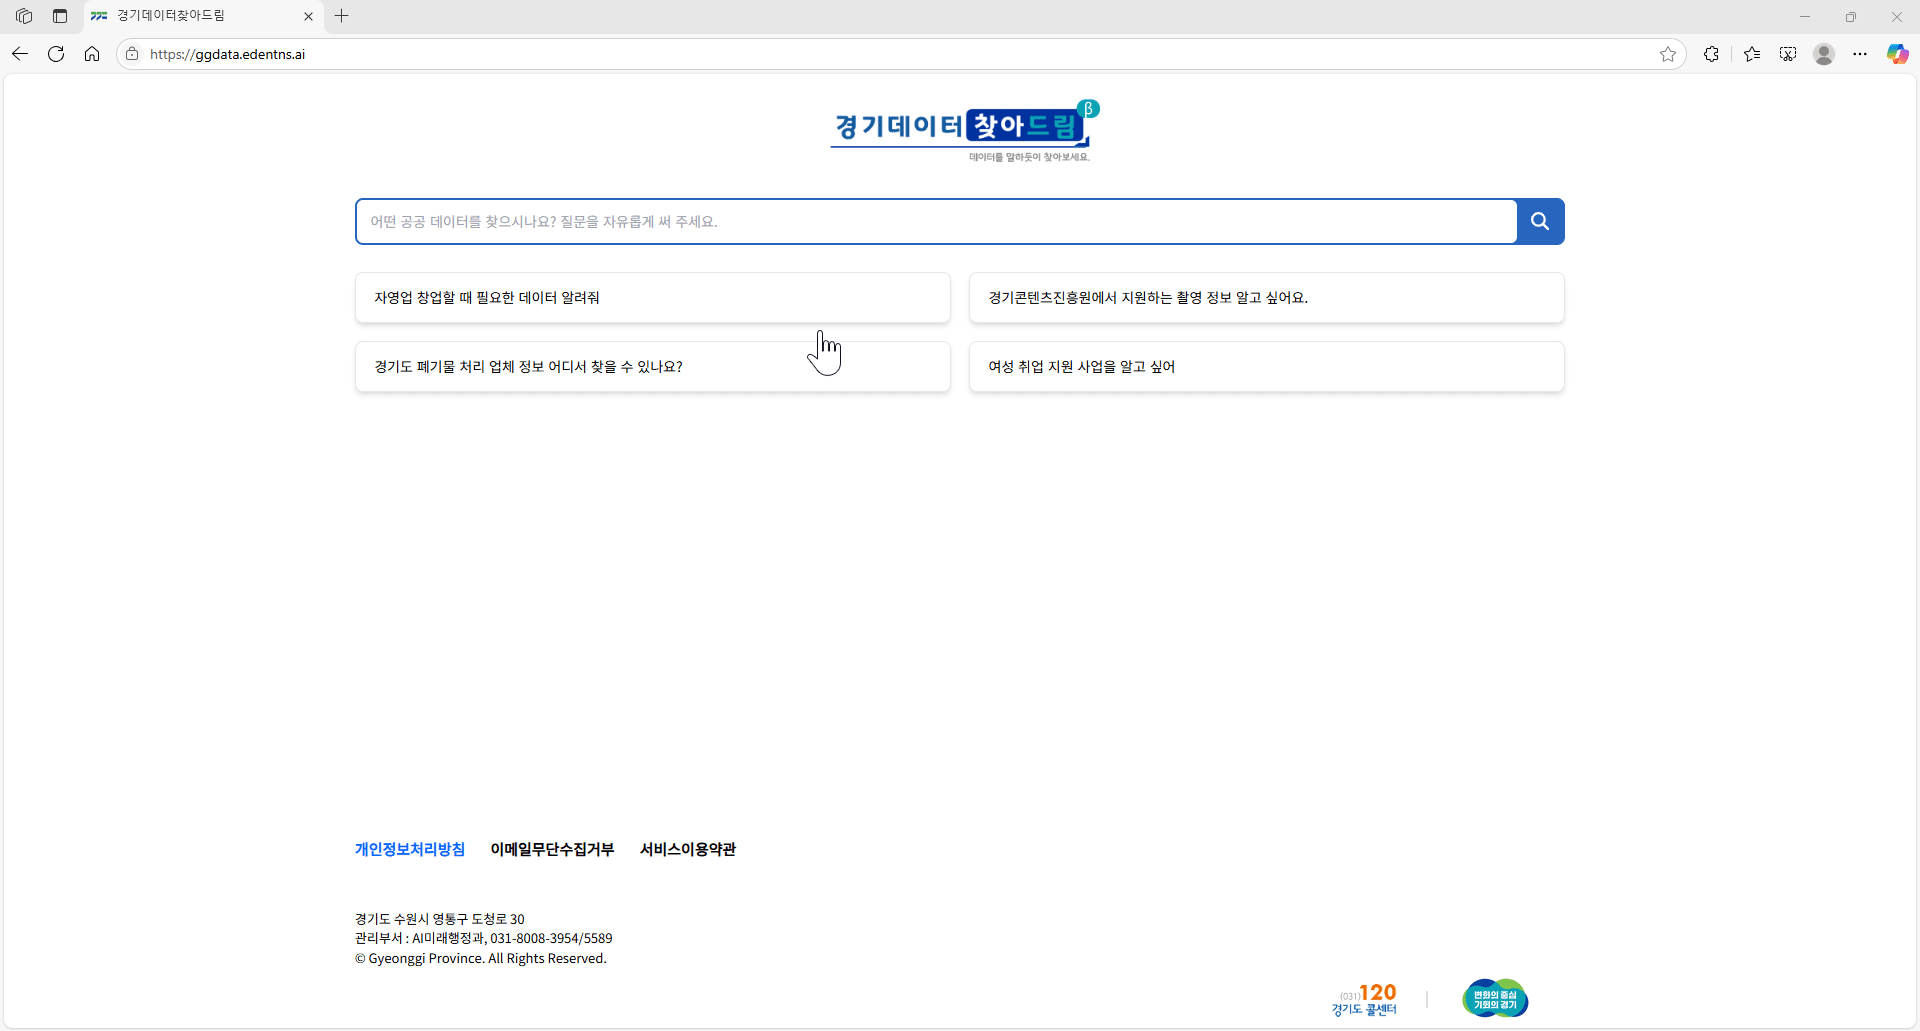 경기데이터찾아드림
https://ggdata.edentns.ai
경기데이터 찾아드림 β
데이터를 말하듯이 찾아보세요.
어떤 공공 데이터를 찾으시나요? 질문을 자유롭게 써 주세요.
자영업 창업할 때 필요한 데이터 알려줘
경기콘텐츠진흥원에서 지원하는 촬영 정보 알고 싶어요.
경기도 폐기물 처리 업체 정보 어디서 찾을 수 있나요?
여성 취업 지원 사업을 알고 싶어
개인정보처리방침 이메일무단수집거부 서비스이용약관
경기도 수원시 영통구 도청로 30
관리부서 : AI미래행정과, 031-8008-3954/5589
© Gyeonggi Province. All Rights Reserved.
(031)120
경기도 콜센터
변화의 중심
기회의 경기